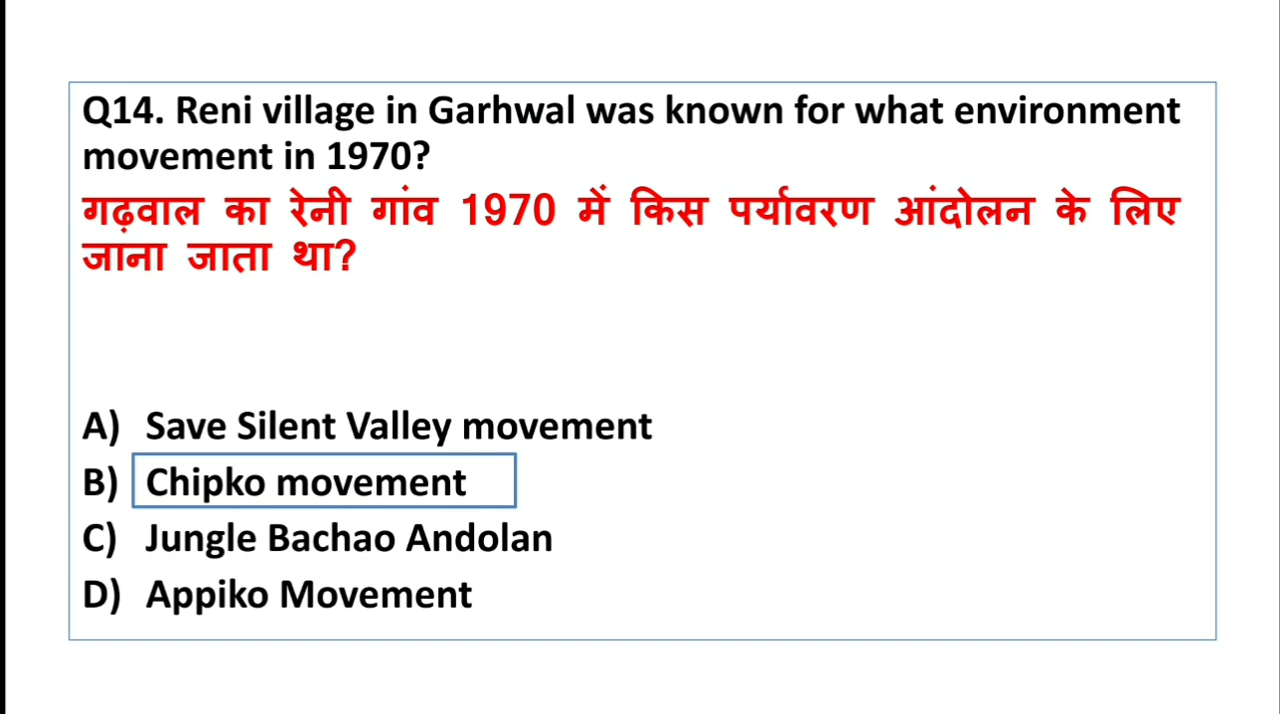 Q14. Reni village in Garhwal was known for what environment
movement in 1970?
गढ़वाल का रेनी गांव 1970 में किस पर्यावरण आंदोलन के लिए
जाना जाता था?
A) Save Silent Valley movement
B) Chipko movement
C) Jungle Bachao Andolan
D) Appiko Movement